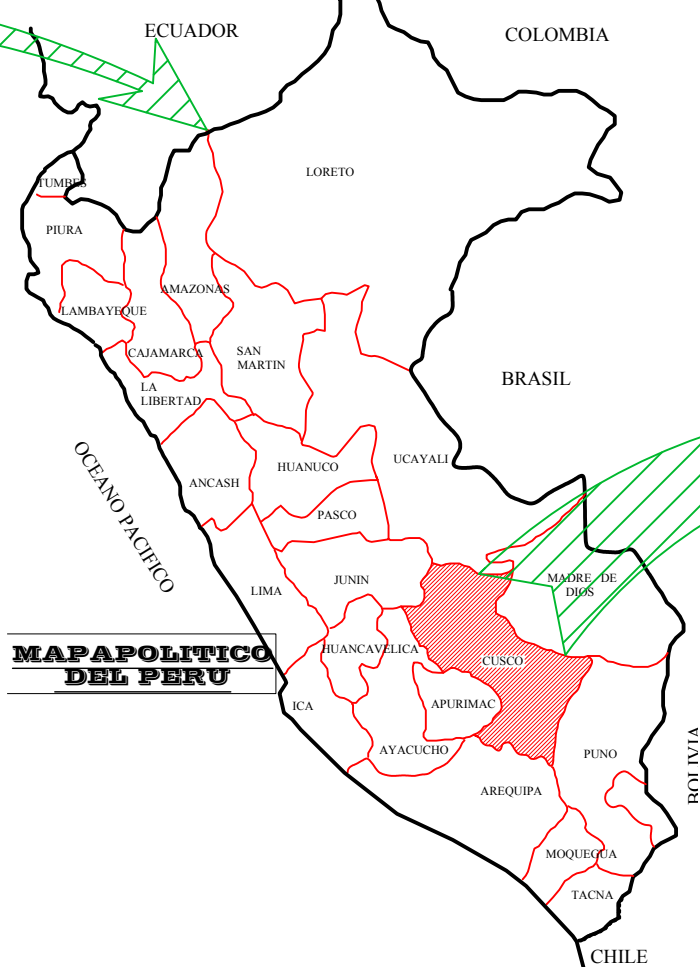 ECUADOR
COLOMBIA
LORETO
TUMBES
PIURA
AMAZONAS
LAMBAYEQUE
CAJAMARCA
SAN
MARTIN
BRASIL
LA
LIBERTAD
OCEANO PACIFICO
UCAYALI
HUANUCO
ANCASH
PASCO
JUNIN
LIMA
MADRE DE
DIOS
MAPAPOLITICO
DEL PERU
HUANCAVELICA
CUSCO
ICA
APURIMAC
AYACUCHO
PUNO
BOLIVIA
AREQUIPA
MOQUEGUA
TACNA
CHILE